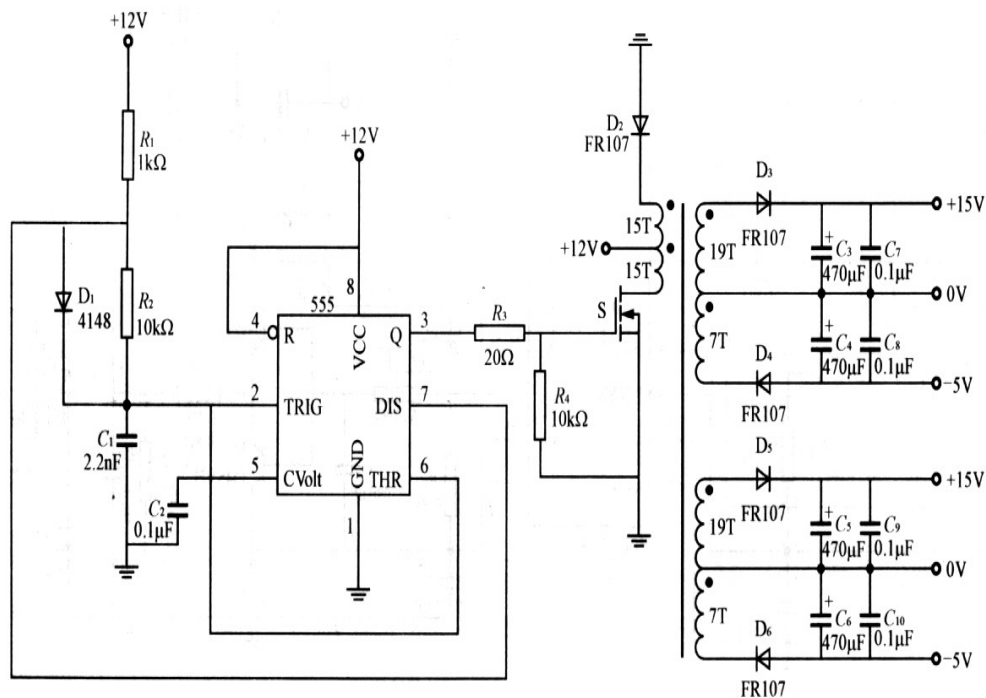 +12V
R₁
1kΩ
D₁
4148
R₂
10kΩ
C₁
2.2nF
C₂
0.1μF
+12V
555
8
VCC
4
R
Q
3
2
TRIG
DIS
7
5
CVolt
GND
THR
6
1
R₃
20Ω
R₄
10kΩ
S
D₂
FR107
15T
+12V
15T
19T
7T
D₃
FR107
D₄
FR107
+
C₃
470μF
C₇
0.1μF
+
C₄
470μF
C₈
0.1μF
+15V
0V
−5V
19T
7T
D₅
FR107
D₆
FR107
+
C₅
470μF
C₉
0.1μF
+
C₆
470μF
C₁₀
0.1μF
+15V
0V
−5V